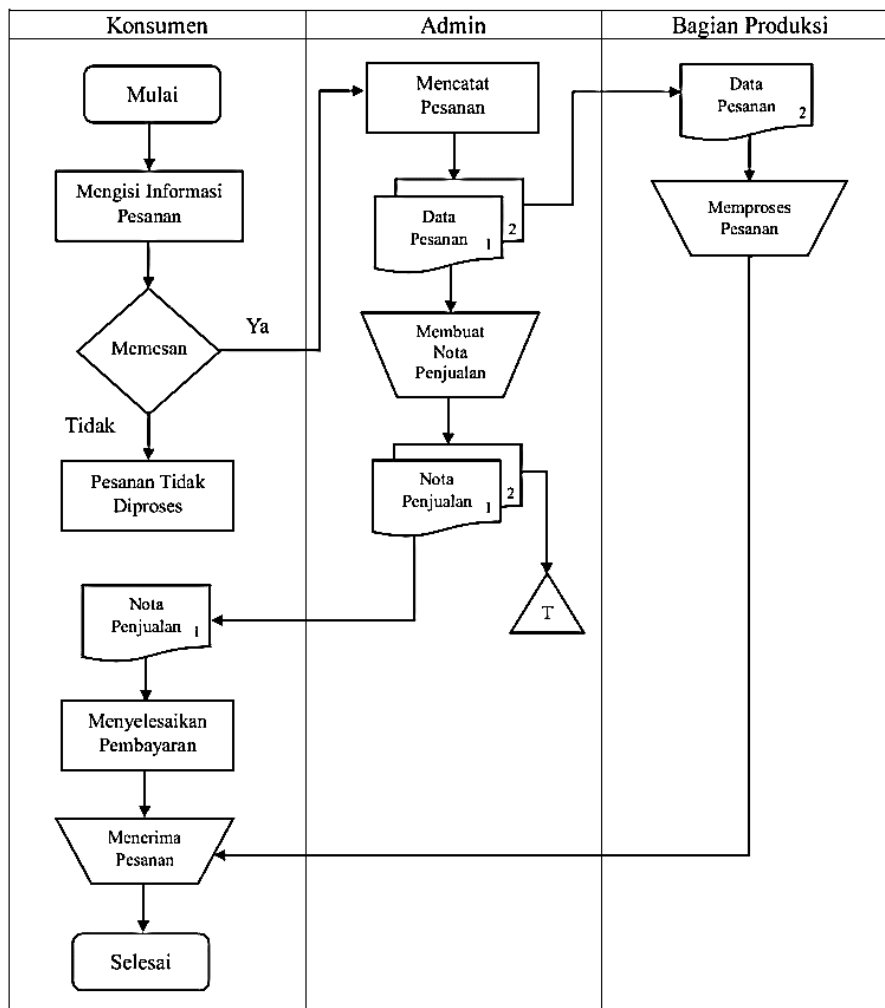 Konsumen
Admin
Bagian Produksi
Mulai
Mengisi Informasi
Pesanan
Memesan
Ya
Tidak
Pesanan Tidak
Diproses
Nota
Penjualan 1
Menyelesaikan
Pembayaran
Menerima
Pesanan
Selesai
Mencatat
Pesanan
Data
Pesanan 1
2
Membuat
Nota
Penjualan
Nota
Penjualan 1
2
T
Data
Pesanan
2
Memproses
Pesanan